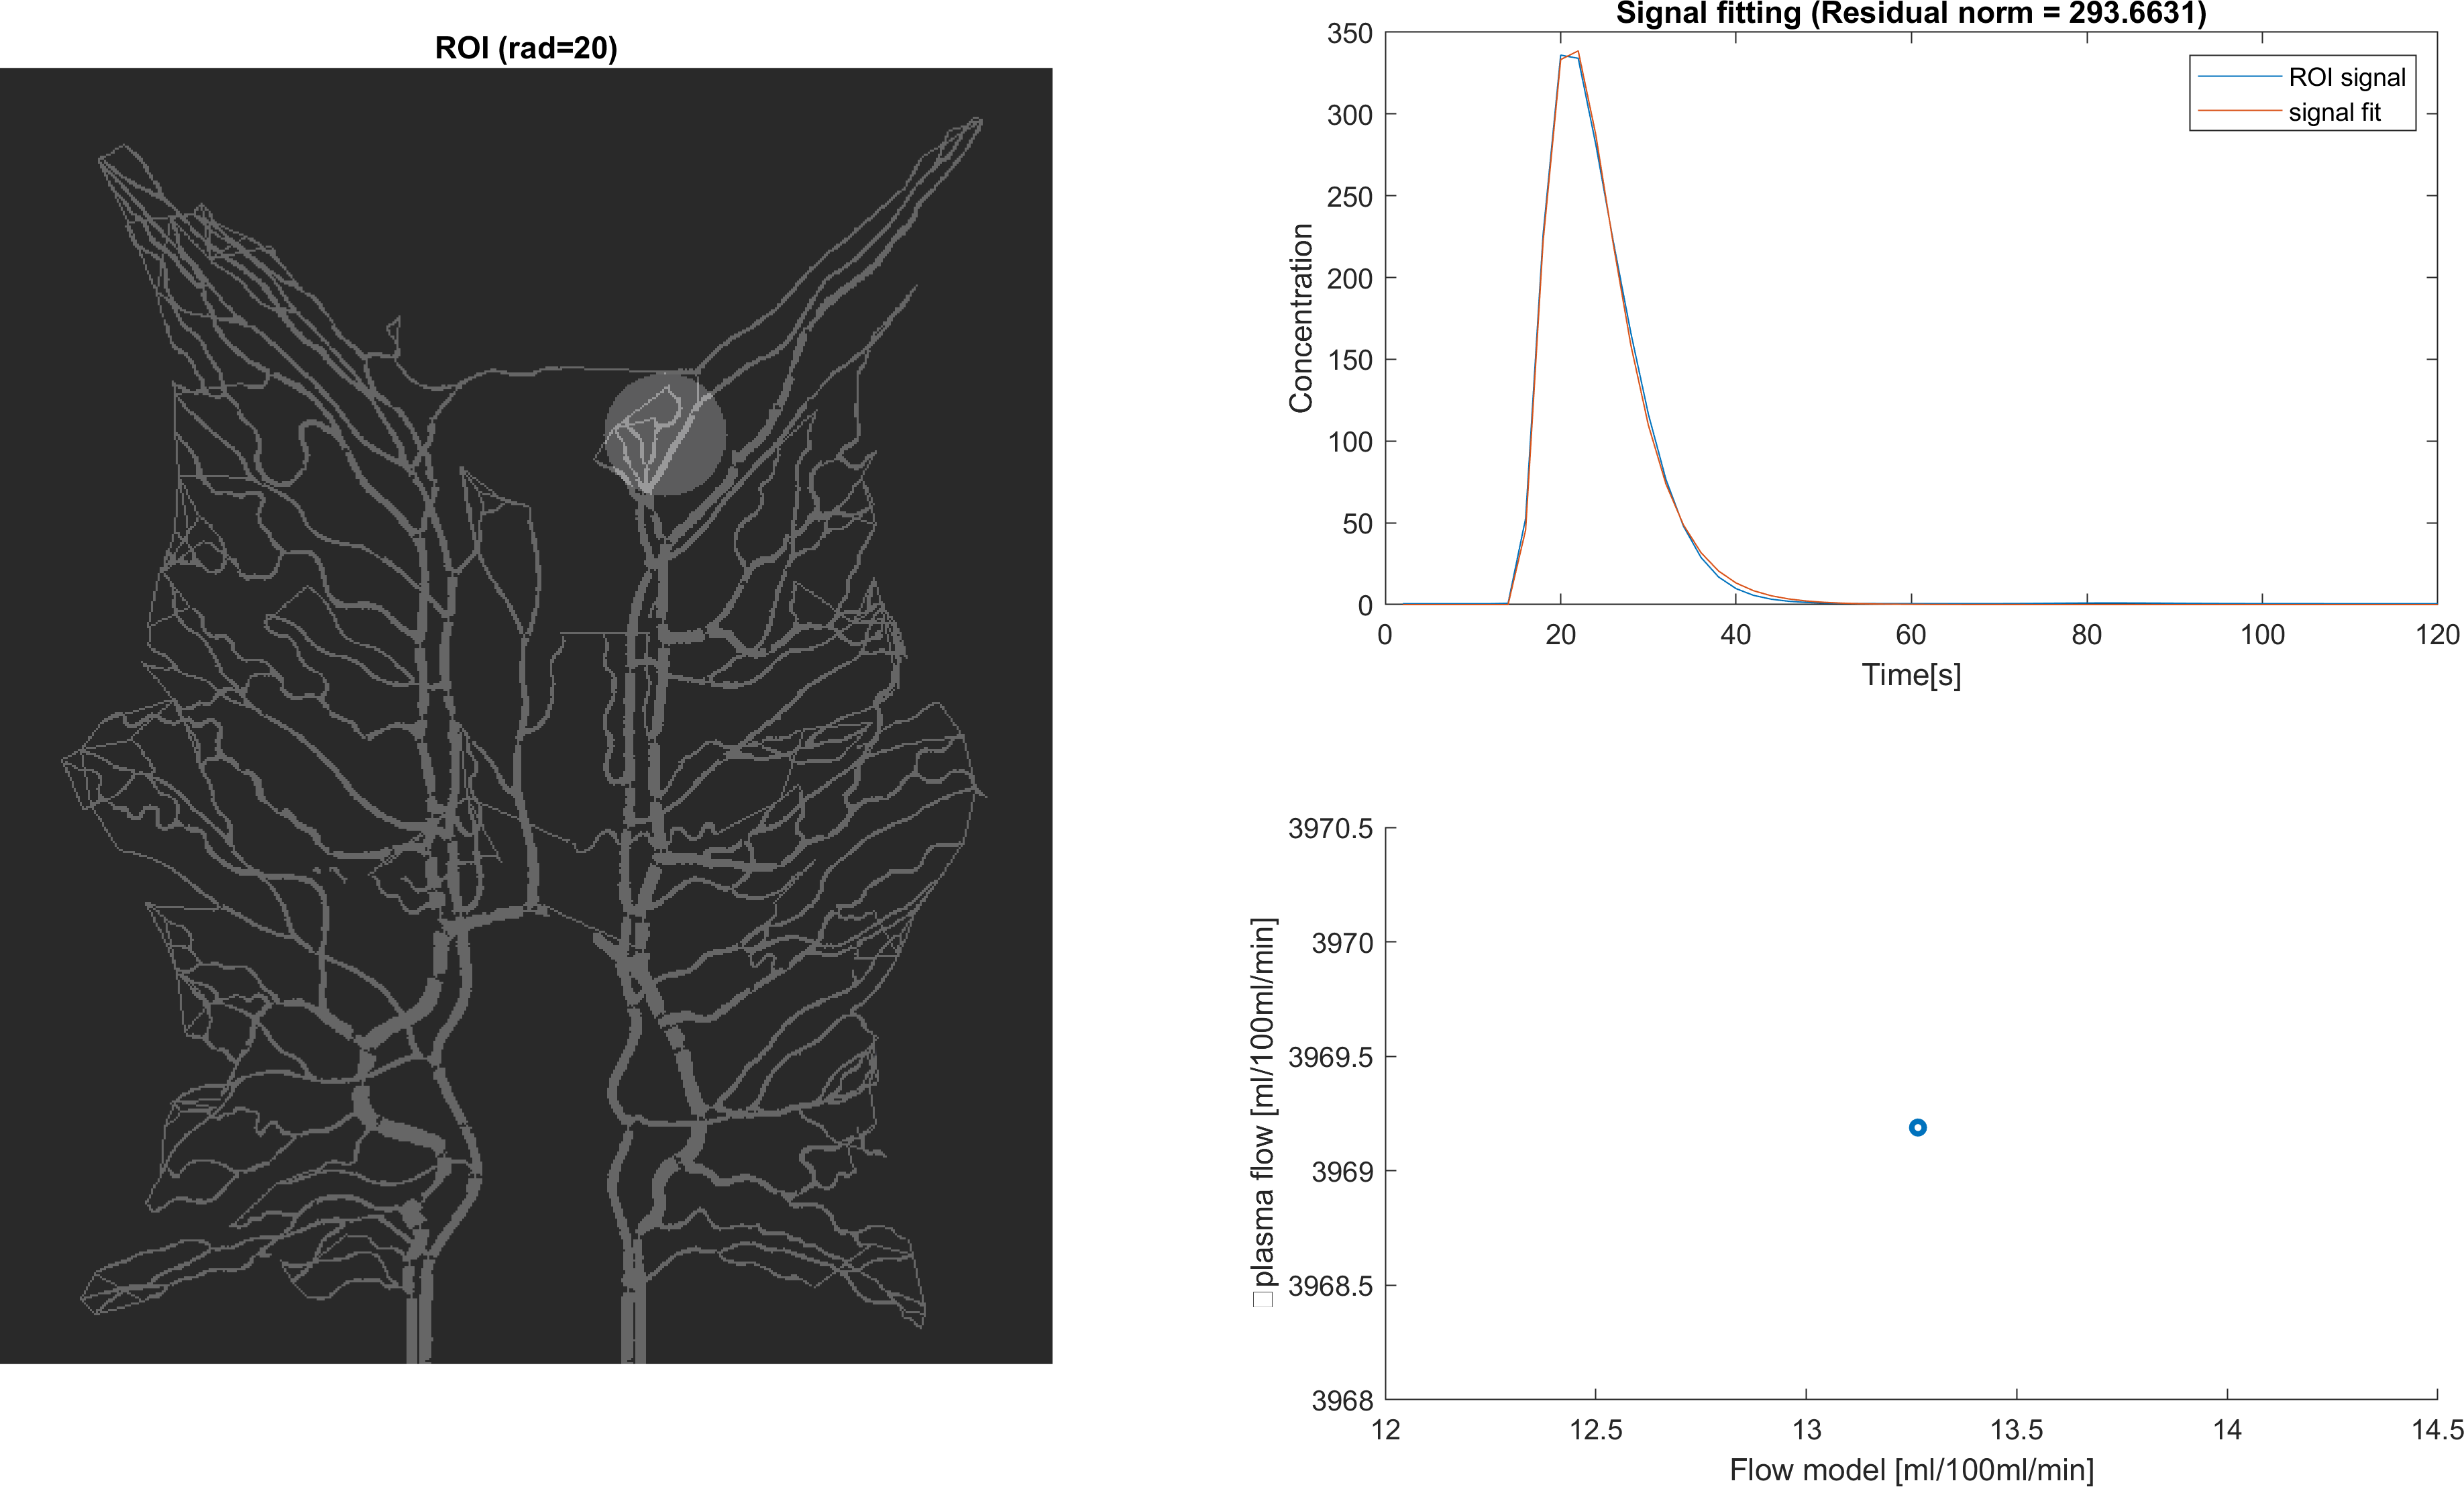 ROI (rad=20)
Signal fitting (Residual norm = 293.6631)
350
300
250
200
150
100
50
0
Concentration
ROI signal
signal fit
0 20 40 60 80 100 120
Time[s]
3970.5
3970
3969.5
3969
3968.5
3968
□plasma flow [ml/100ml/min]
12 12.5 13 13.5 14 14.5
Flow model [ml/100ml/min]